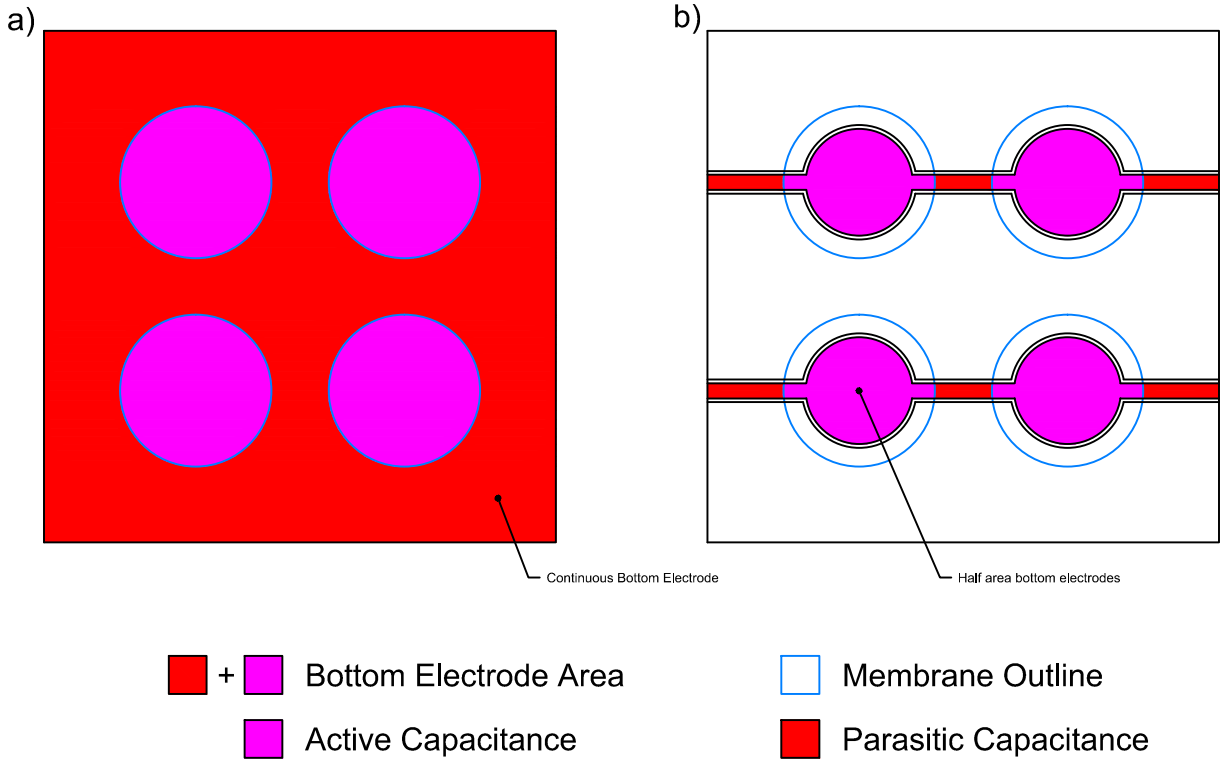 a)
b)
Continuous Bottom Electrode
Half area bottom electrodes
+ Bottom Electrode Area
Membrane Outline
Active Capacitance
Parasitic Capacitance